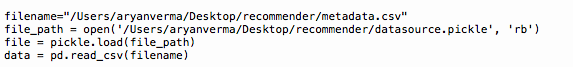 filename="/Users/aryanverma/Desktop/recommender/metadata.csv"
file_path = open('/Users/aryanverma/Desktop/recommender/datasource.pickle', 'rb')
file = pickle.load(file_path)
data = pd.read_csv(filename)